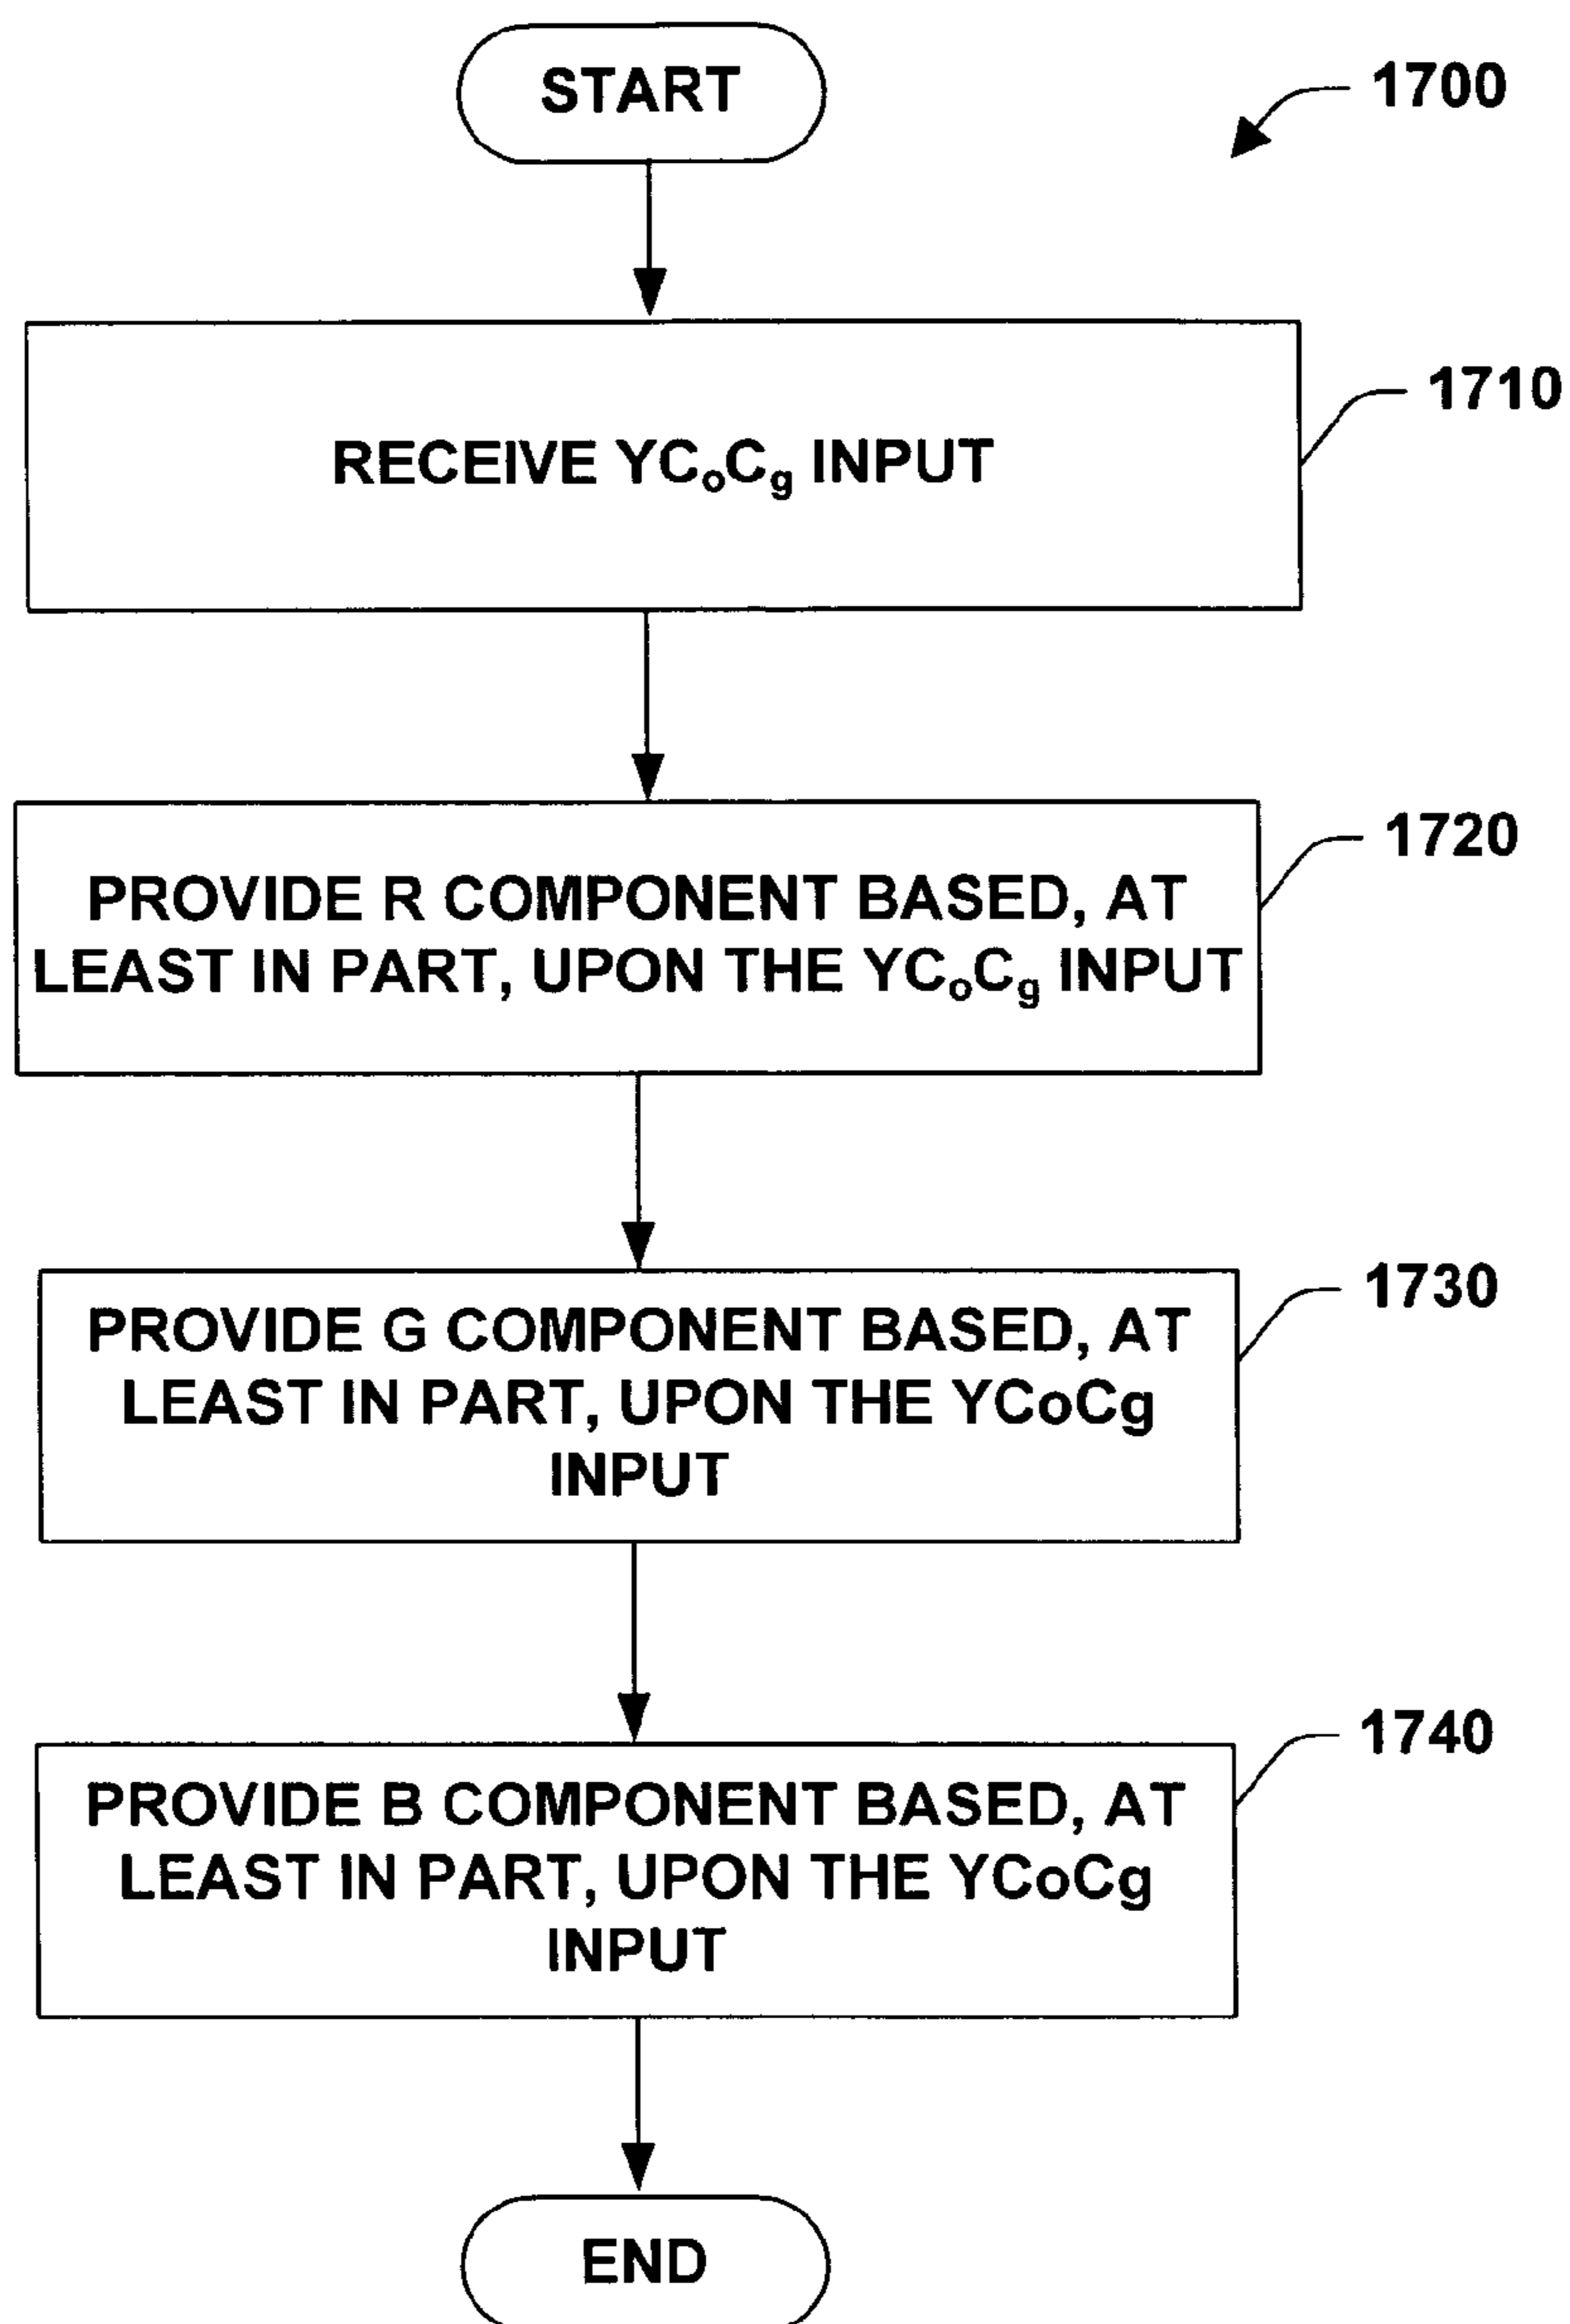 START
1700
1710
RECEIVE YCoCg INPUT
1720
PROVIDE R COMPONENT BASED, AT
LEAST IN PART, UPON THE YCoCg INPUT
1730
PROVIDE G COMPONENT BASED, AT
LEAST IN PART, UPON THE YCoCg
INPUT
1740
PROVIDE B COMPONENT BASED, AT
LEAST IN PART, UPON THE YCoCg
INPUT
END